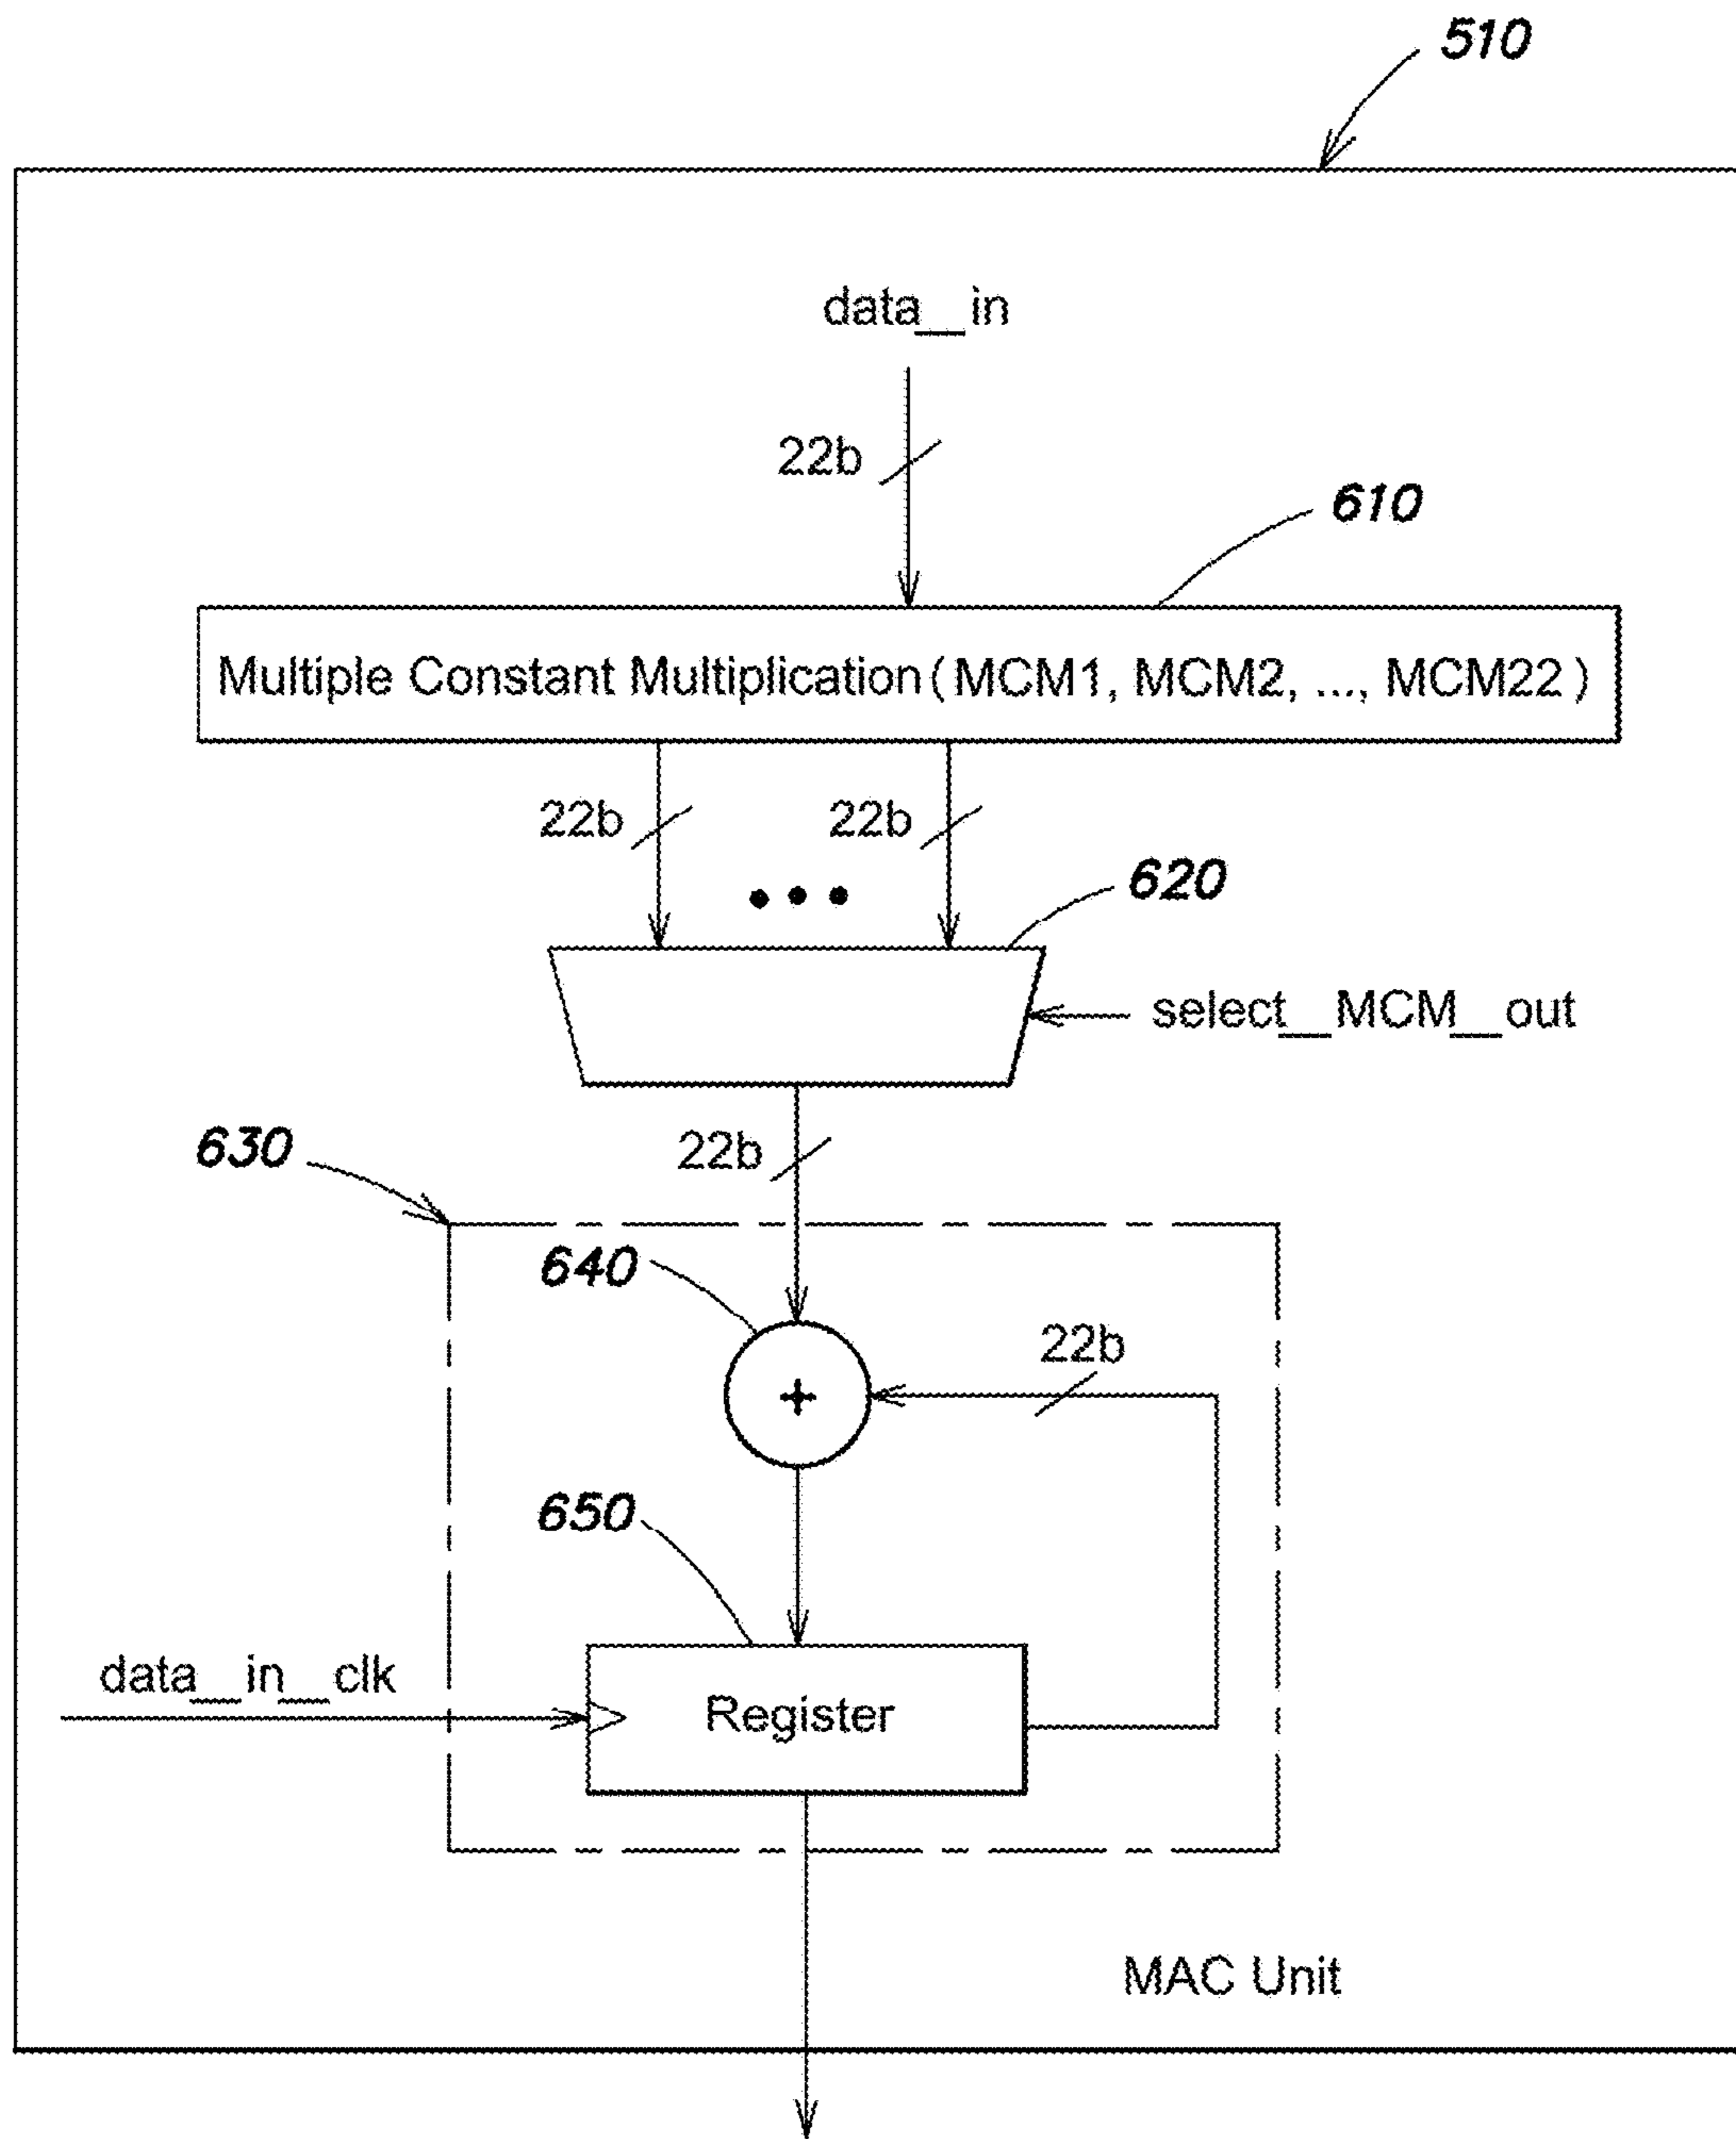 510
data__in
22b
610
Multiple Constant Multiplication ( MCM1, MCM2, ..., MCM22 )
22b 22b
620
select__MCM__out
22b
630
640
22b
+
650
data__in__clk
Register
MAC Unit